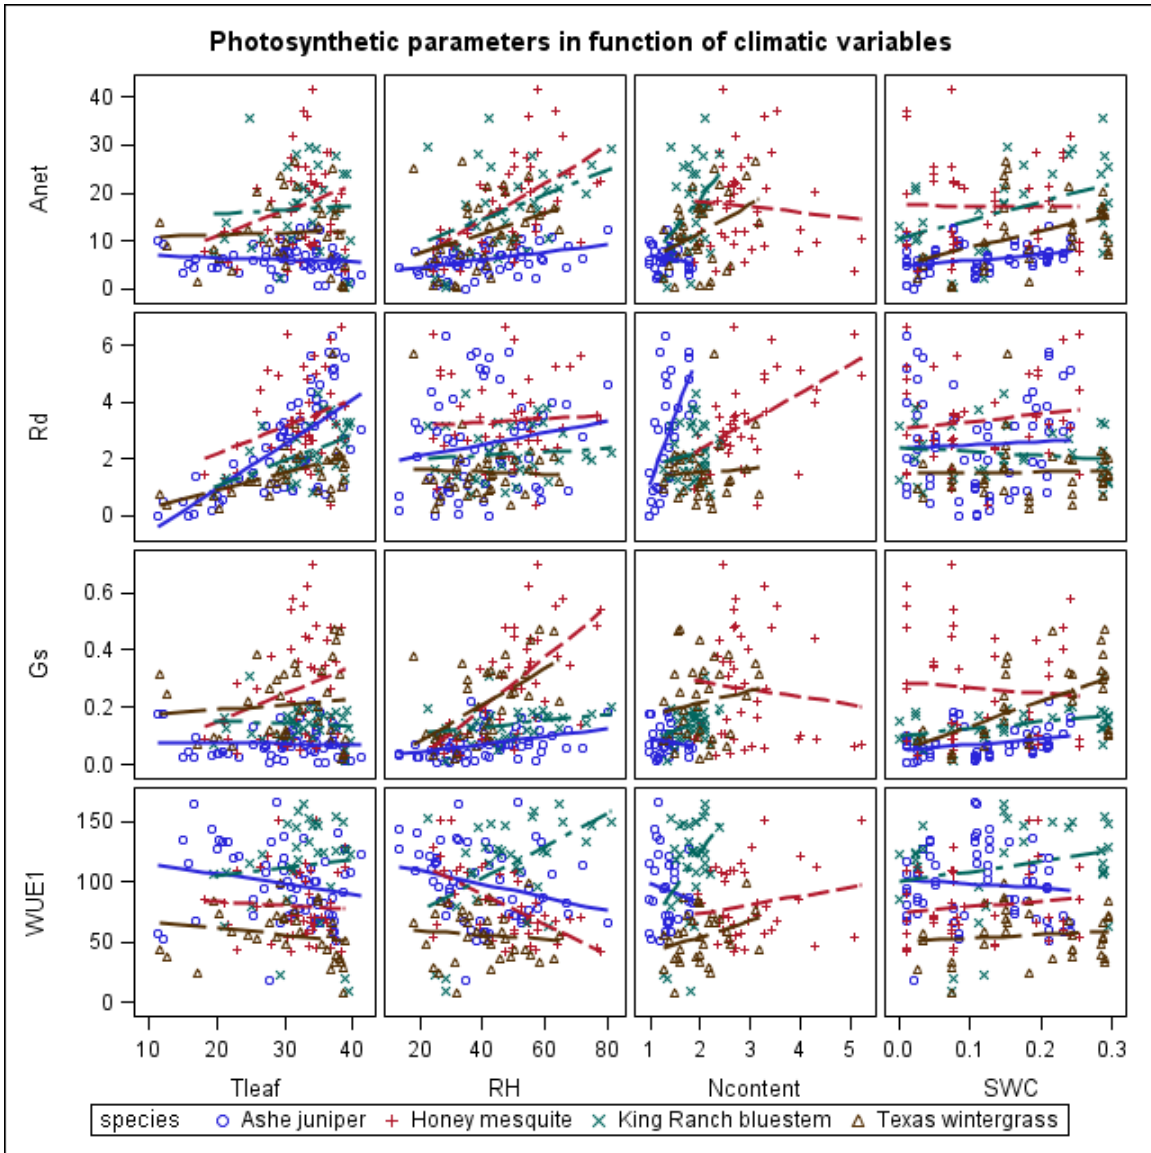 Photosynthetic parameters in function of climatic variables
Anet
40
30
20
10
0
Rd
6
4
2
0
Gs
0.6
0.4
0.2
0.0
WUE1
150
100
50
0
10 20 30 40 20 40 60 80 1 2 3 4 5 0.0 0.1 0.2 0.3
Tleaf RH Ncontent SWC
species Ashe juniper Honey mesquite King Ranch bluestem Texas wintergrass